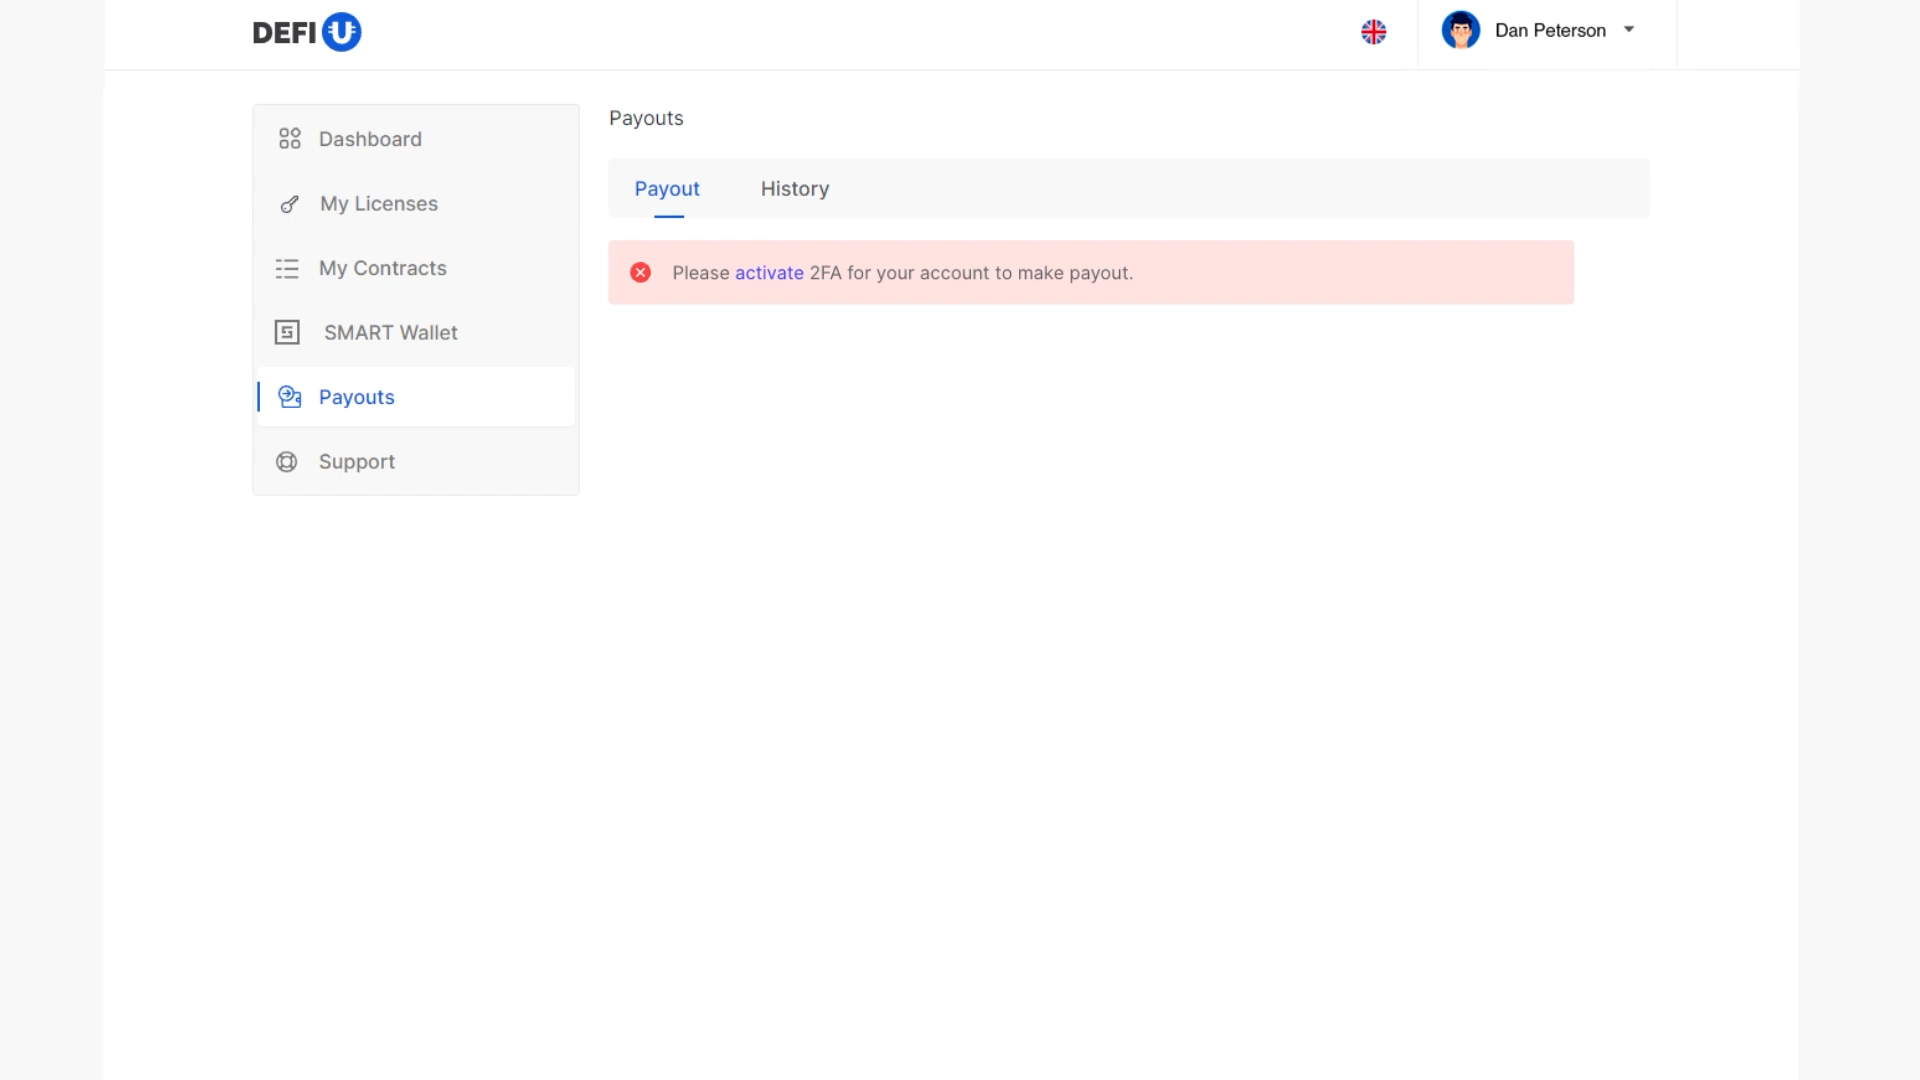 DEFI U
Dan Peterson
Dashboard
My Licenses
My Contracts
SMART Wallet
Payouts
Support
Payouts
Payout History
Please activate 2FA for your account to make payout.